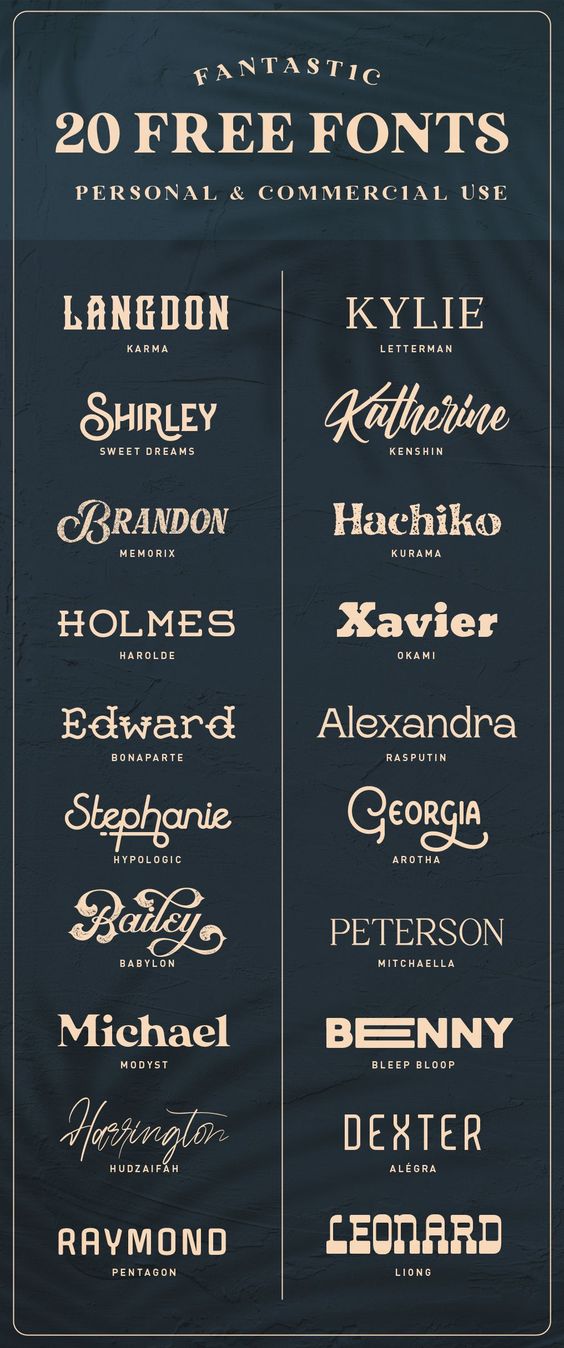 FANTASTIC
20 FREE FONTS
PERSONAL & COMMERCIAL USE
LANGDON
KARMA
SHIRLEY
SWEET DREAMS
BRANDON
MEMORIX
HOLMES
HAROLDE
Edward
BONAPARTE
Stephanie
HYPOLOGIC
Bailey
BABYLON
Michael
MODYST
Harrington
HUDZAIFAH
RAYMOND
PENTAGON
KYLIE
LETTERMAN
Katherine
KENSHIN
Hachiko
KURAMA
Xavier
OKAMI
Alexandra
RASPUTIN
GEORGIA
AROTHA
PETERSON
MITCHAELLA
BENNY
BLEEP BLOOP
DEXTER
ALÉGRA
LEONARD
LIONG